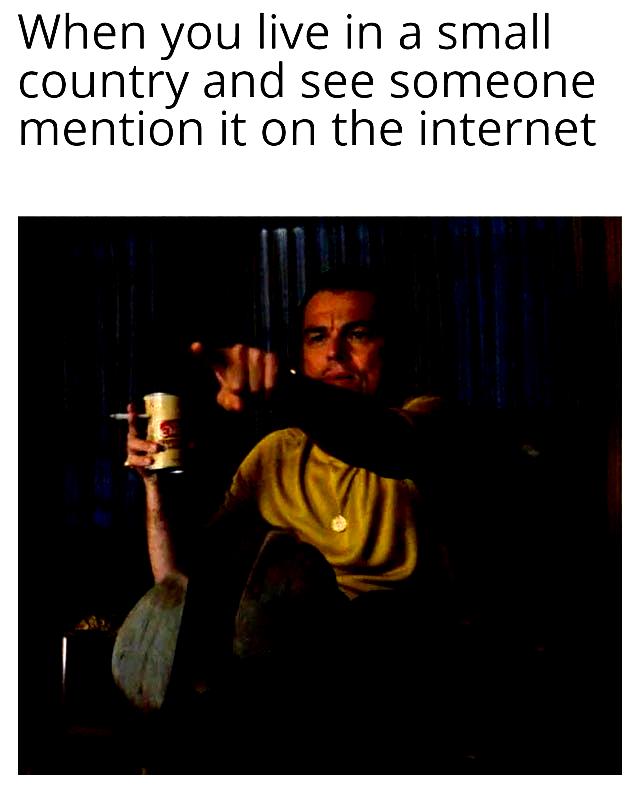 When you live in a small
country and see someone
mention it on the internet